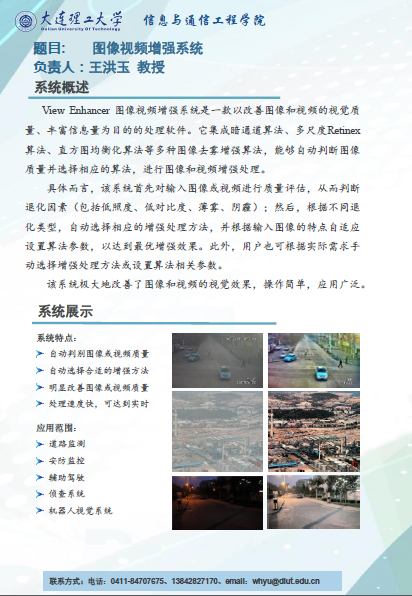 大连理工大学 信息与通信工程学院
Dalian University Of Technology
题目: 图像视频增强系统
负责人：王洪玉 教授
系统概述
View Enhancer 图像视频增强系统是一款以改善图像和视频的视觉质
量、丰富信息量为目的的处理软件。它集成暗通道算法、多尺度Retinex
算法、直方图均衡化算法等多种图像去雾增强算法，能够自动判断图像
质量并选择相应的算法，进行图像和视频增强处理。
具体而言，该系统首先对输入图像或视频进行质量评估，从而判断
退化因素（包括低照度、低对比度、薄雾、阴霾）；然后，根据不同退
化类型，自动选择相应的增强处理方法，并根据输入图像的特点自适应
设置算法参数，以达到最优增强效果。此外，用户也可根据实际需求手
动选择增强处理方法或设置算法相关参数。
该系统极大地改善了图像和视频的视觉效果，操作简单，应用广泛。
系统展示
系统特点：
自动判别图像或视频质量
自动选择合适的增强方法
明显改善图像或视频质量
处理速度快，可达到实时
应用范围：
道路监测
安防监控
辅助驾驶
侦查系统
机器人视觉系统
联系方式：电话：0411-84707675、13842827170、email：whyu@dlut.edu.cn